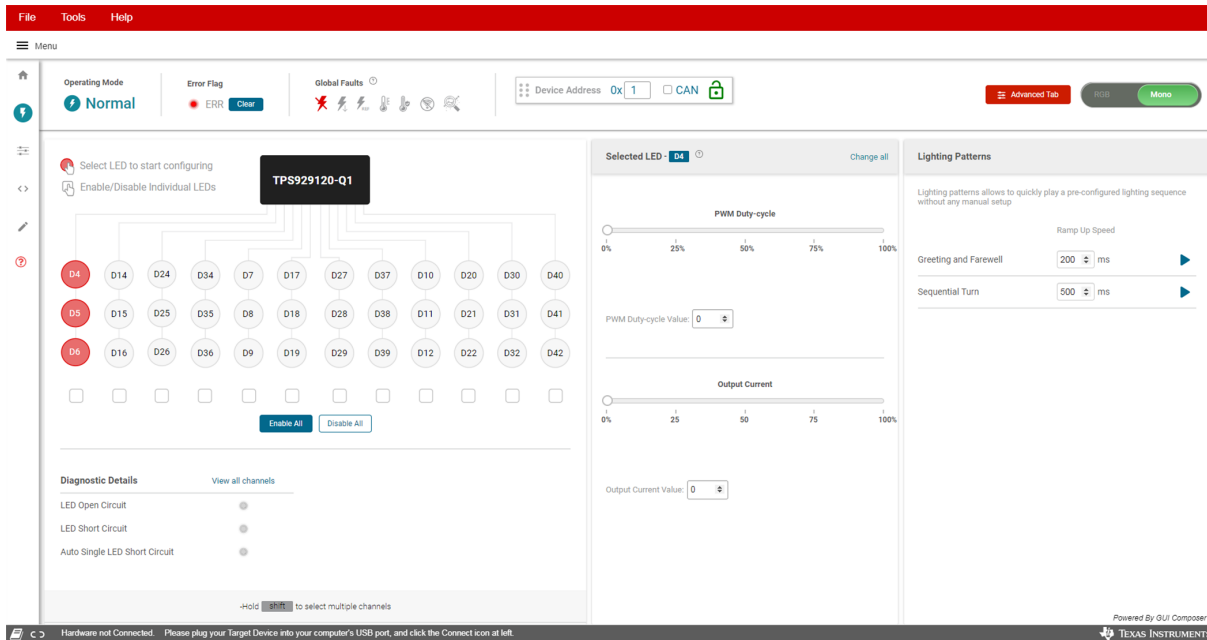 File Tools Help
Menu
Operating Mode Error Flag Global Faults ?
Normal ERR Clear
Device Address 0x 1 CAN
Advanced Tab RGB Mono
Select LED to start configuring
Enable/Disable Individual LEDs
TPS929120-Q1
D4 D14 D24 D34 D7 D17 D27 D37 D10 D20 D30 D40
D5 D15 D25 D35 D8 D18 D28 D38 D11 D21 D31 D41
D6 D16 D26 D36 D9 D19 D29 D39 D12 D22 D32 D42
Enable All Disable All
Diagnostic Details View all channels
LED Open Circuit
LED Short Circuit
Auto Single LED Short Circuit
-Hold shift to select multiple channels
Selected LED - D4 ? Change all
PWM Duty-cycle
0% 25% 50% 75% 100%
PWM Duty-cycle Value: 0
Output Current
0% 25 50 75 100%
Output Current Value: 0
Lighting Patterns
Lighting patterns allows to quickly play a pre-configured lighting sequence
without any manual setup
Ramp Up Speed
Greeting and Farewell 200 ms
Sequential Turn 500 ms
Powered By GUI Composer
Hardware not Connected. Please plug your Target Device into your computer's USB port, and click the Connect icon at left.
TEXAS INSTRUMENT